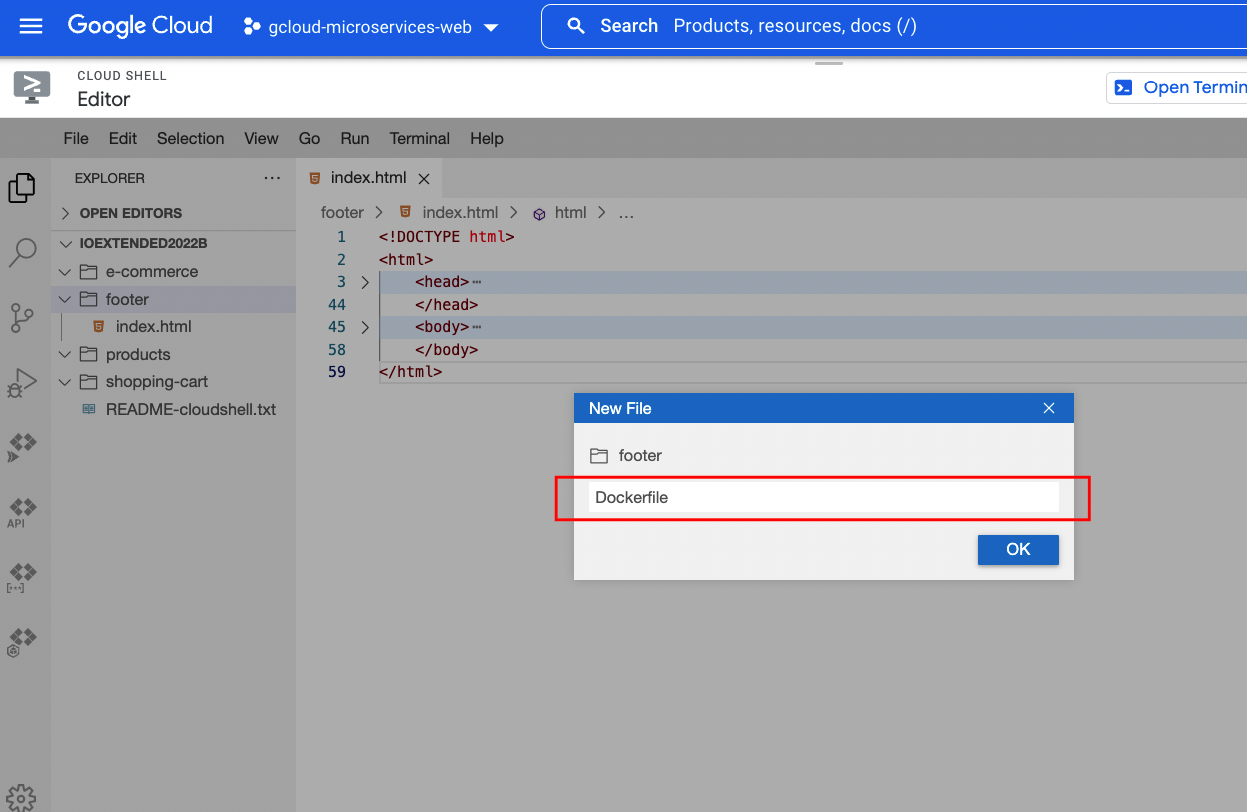 Google Cloud gcloud-microservices-web Search Products, resources, docs (/)
CLOUD SHELL
Editor
Open Termin
File Edit Selection View Go Run Terminal Help
EXPLORER
OPEN EDITORS
IOEXTENDED2022B
e-commerce
footer
index.html
products
shopping-cart
README-cloudshell.txt
API
index.html
footer > index.html > html > ...
1 <!DOCTYPE html>
2 <html>
3 <head>...
44 </head>
45 <body>...
58 </body>
59 </html>
New File
footer
Dockerfile
OK